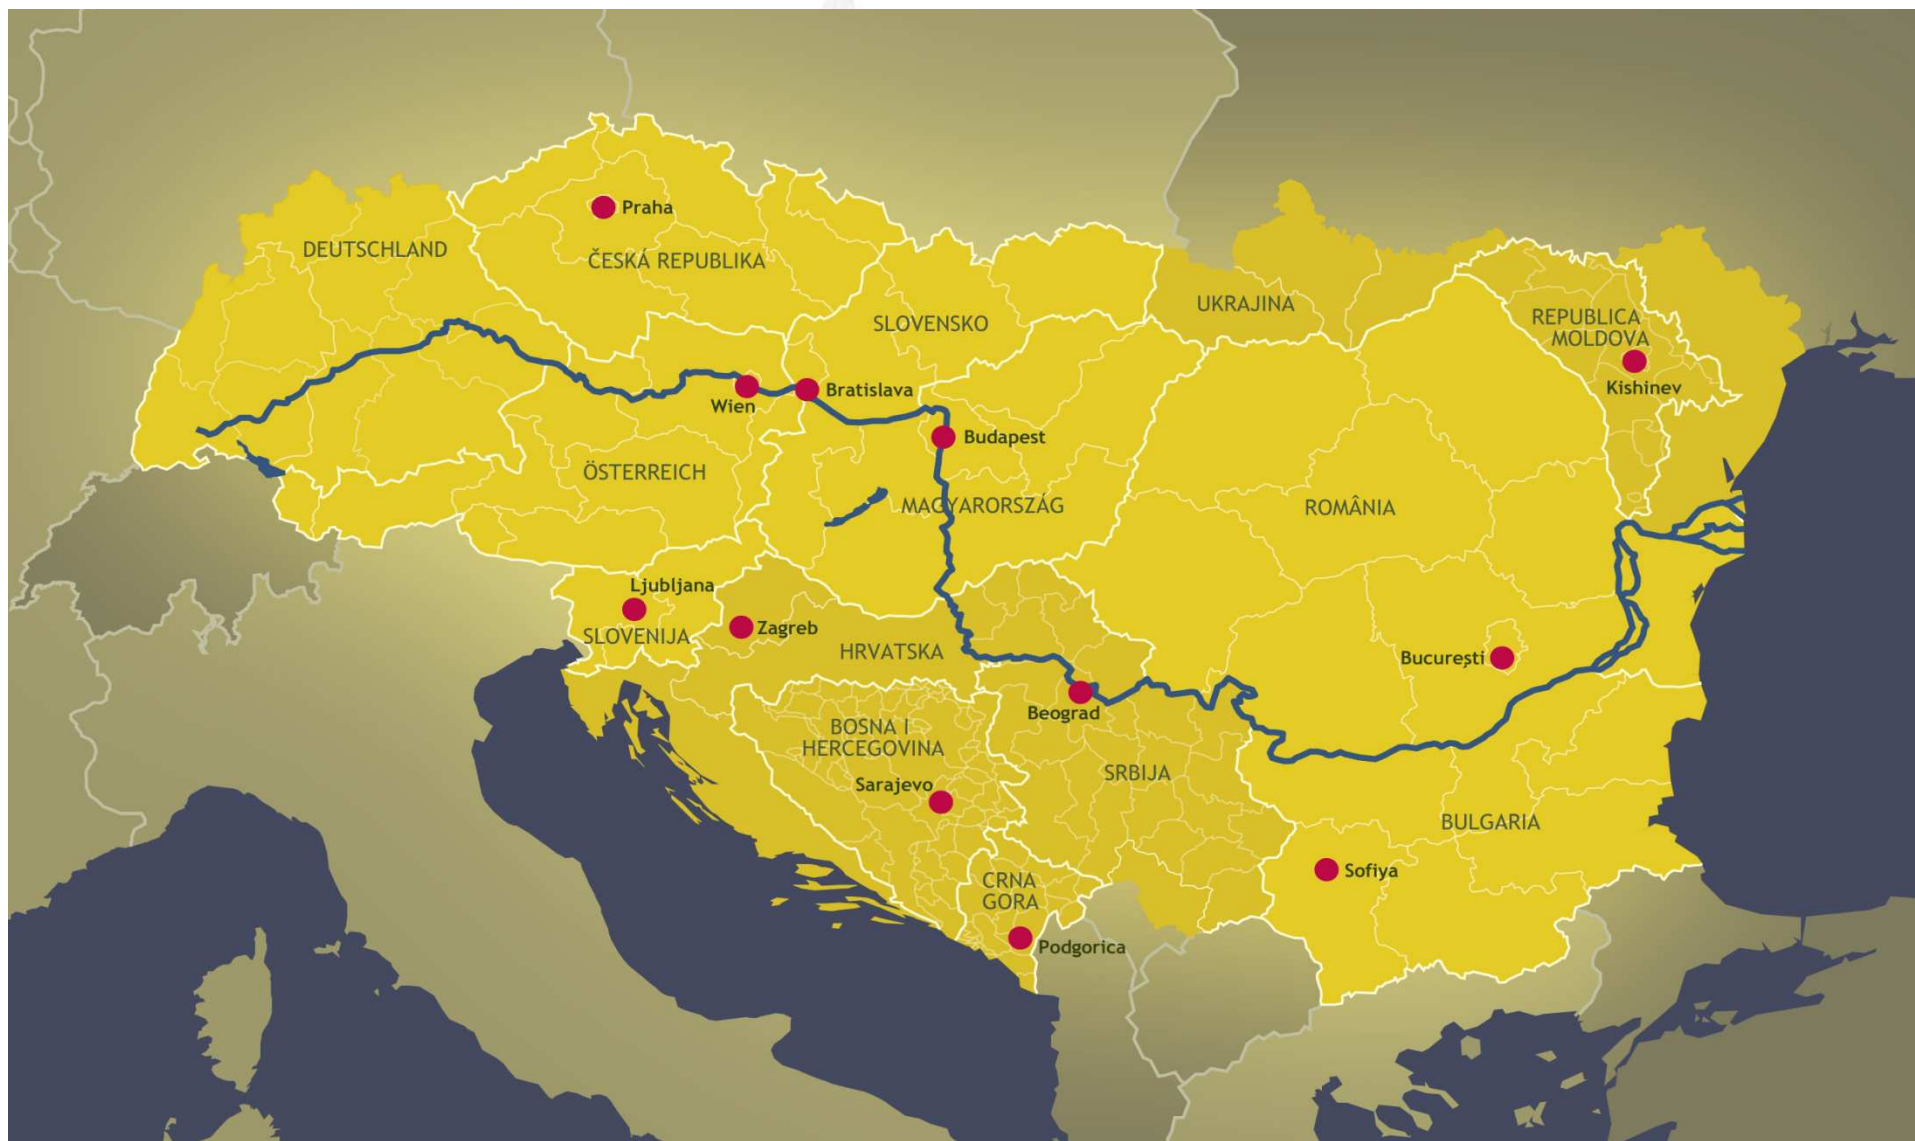 Praha
DEUTSCHLAND
ČESKÁ REPUBLIKA
UKRAJINA
SLOVENSKO
REPUBLICA
MOLDOVA
Kishinev
Wien
Bratislava
Budapest
ÖSTERREICH
MAGYARORSZÁG
ROMÂNIA
Ljubljana
SLOVENIJA
Zagreb
HRVATSKA
București
Beograd
BOSNA I
HERCEGOVINA
Sarajevo
SRBIJA
BULGARIA
Sofiya
CRNA
GORA
Podgorica